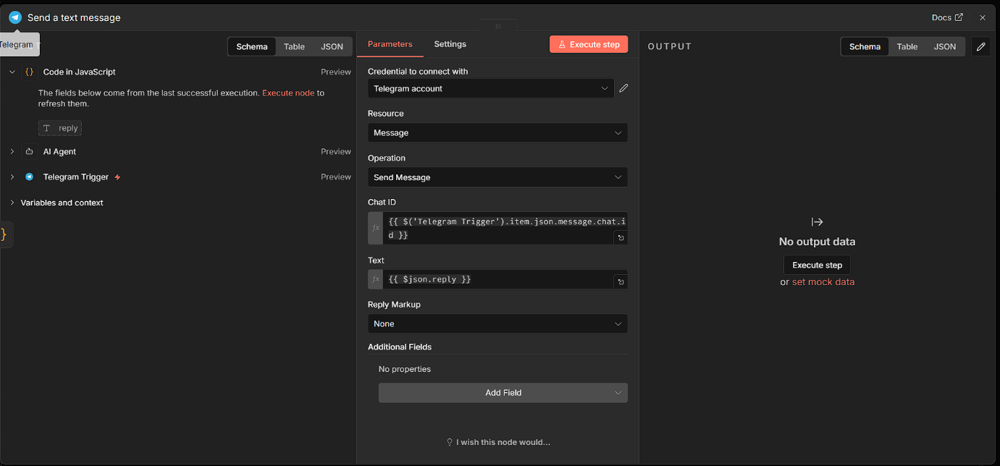 Send a text message
Docs
Telegram
Schema
Table
JSON
Code in JavaScript
Preview
The fields below come from the last successful execution. Execute node to
refresh them.
T reply
AI Agent
Preview
Telegram Trigger
Preview
Variables and context
}
Parameters
Settings
Execute step
Credential to connect with
Telegram account
Resource
Message
Operation
Send Message
Chat ID
fx
{{ $('Telegram Trigger').item.json.message.chat.i
d }}
Text
fx
{{ $json.reply }}
Reply Markup
None
Additional Fields
No properties
Add Field
I wish this node would...
OUTPUT
Schema
Table
JSON
No output data
Execute step
or set mock data